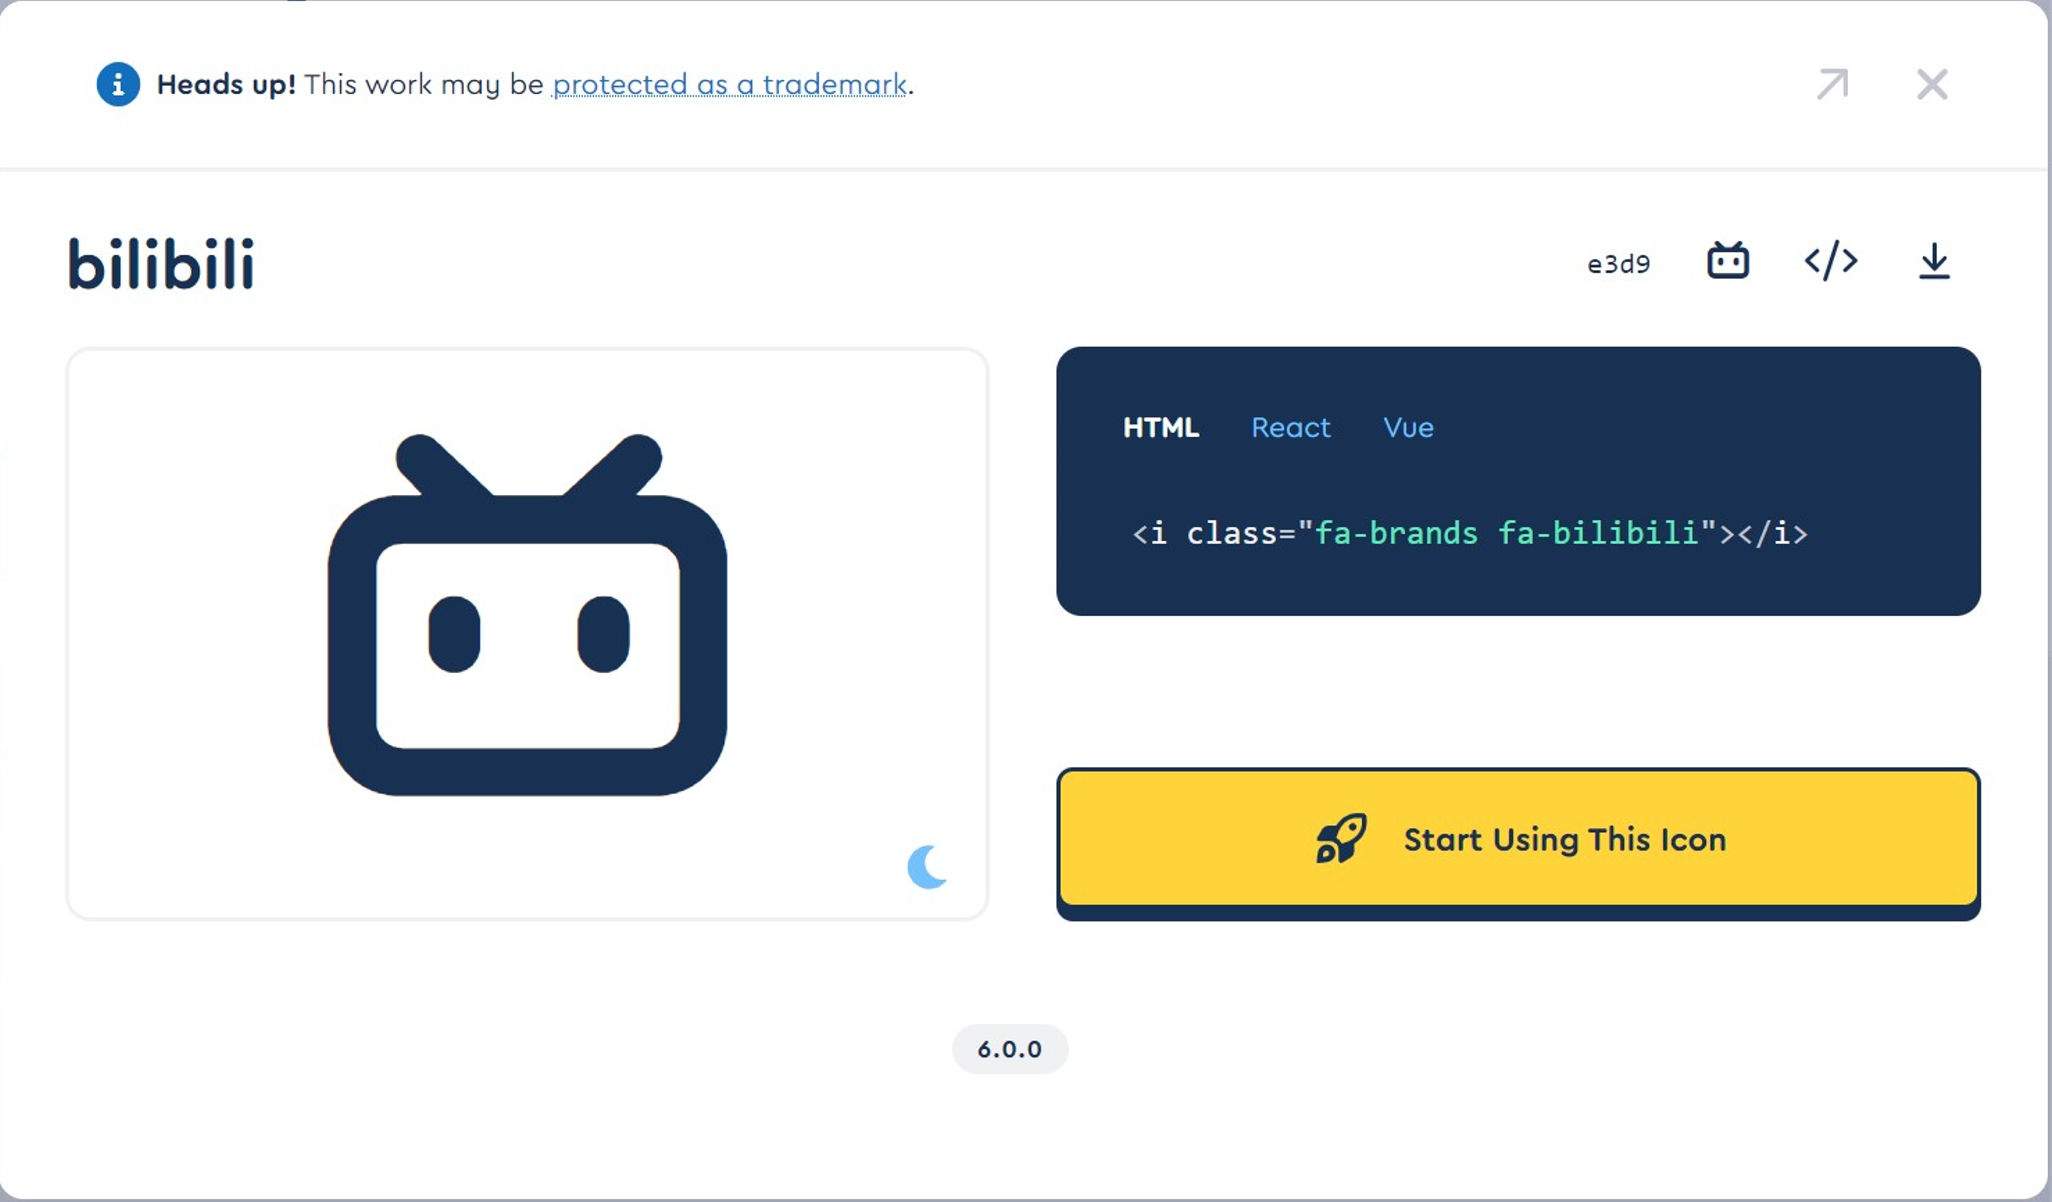 Heads up! This work may be protected as a trademark.
bilibili
e3d9
HTML React Vue
<i class="fa-brands fa-bilibili"></i>
Start Using This Icon
6.0.0